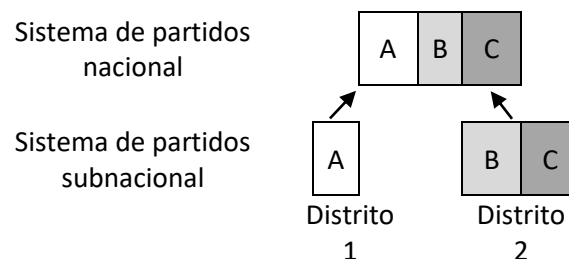 Sistema de partidos
nacional
A B C
Sistema de partidos
subnacional
A
B C
Distrito
1
Distrito
2